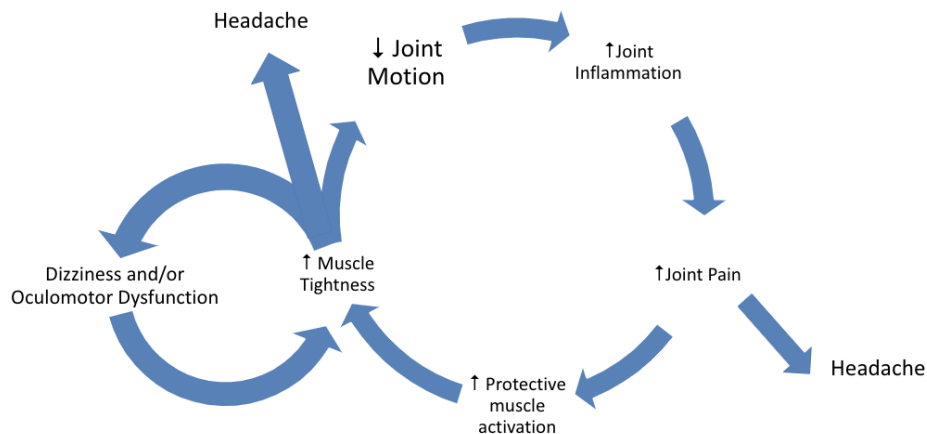 Headache
↓ Joint
Motion
↑Joint
Inflammation
Dizziness and/or
Oculomotor Dysfunction
↑ Muscle
Tightness
↑Joint Pain
Headache
↑ Protective
muscle
activation